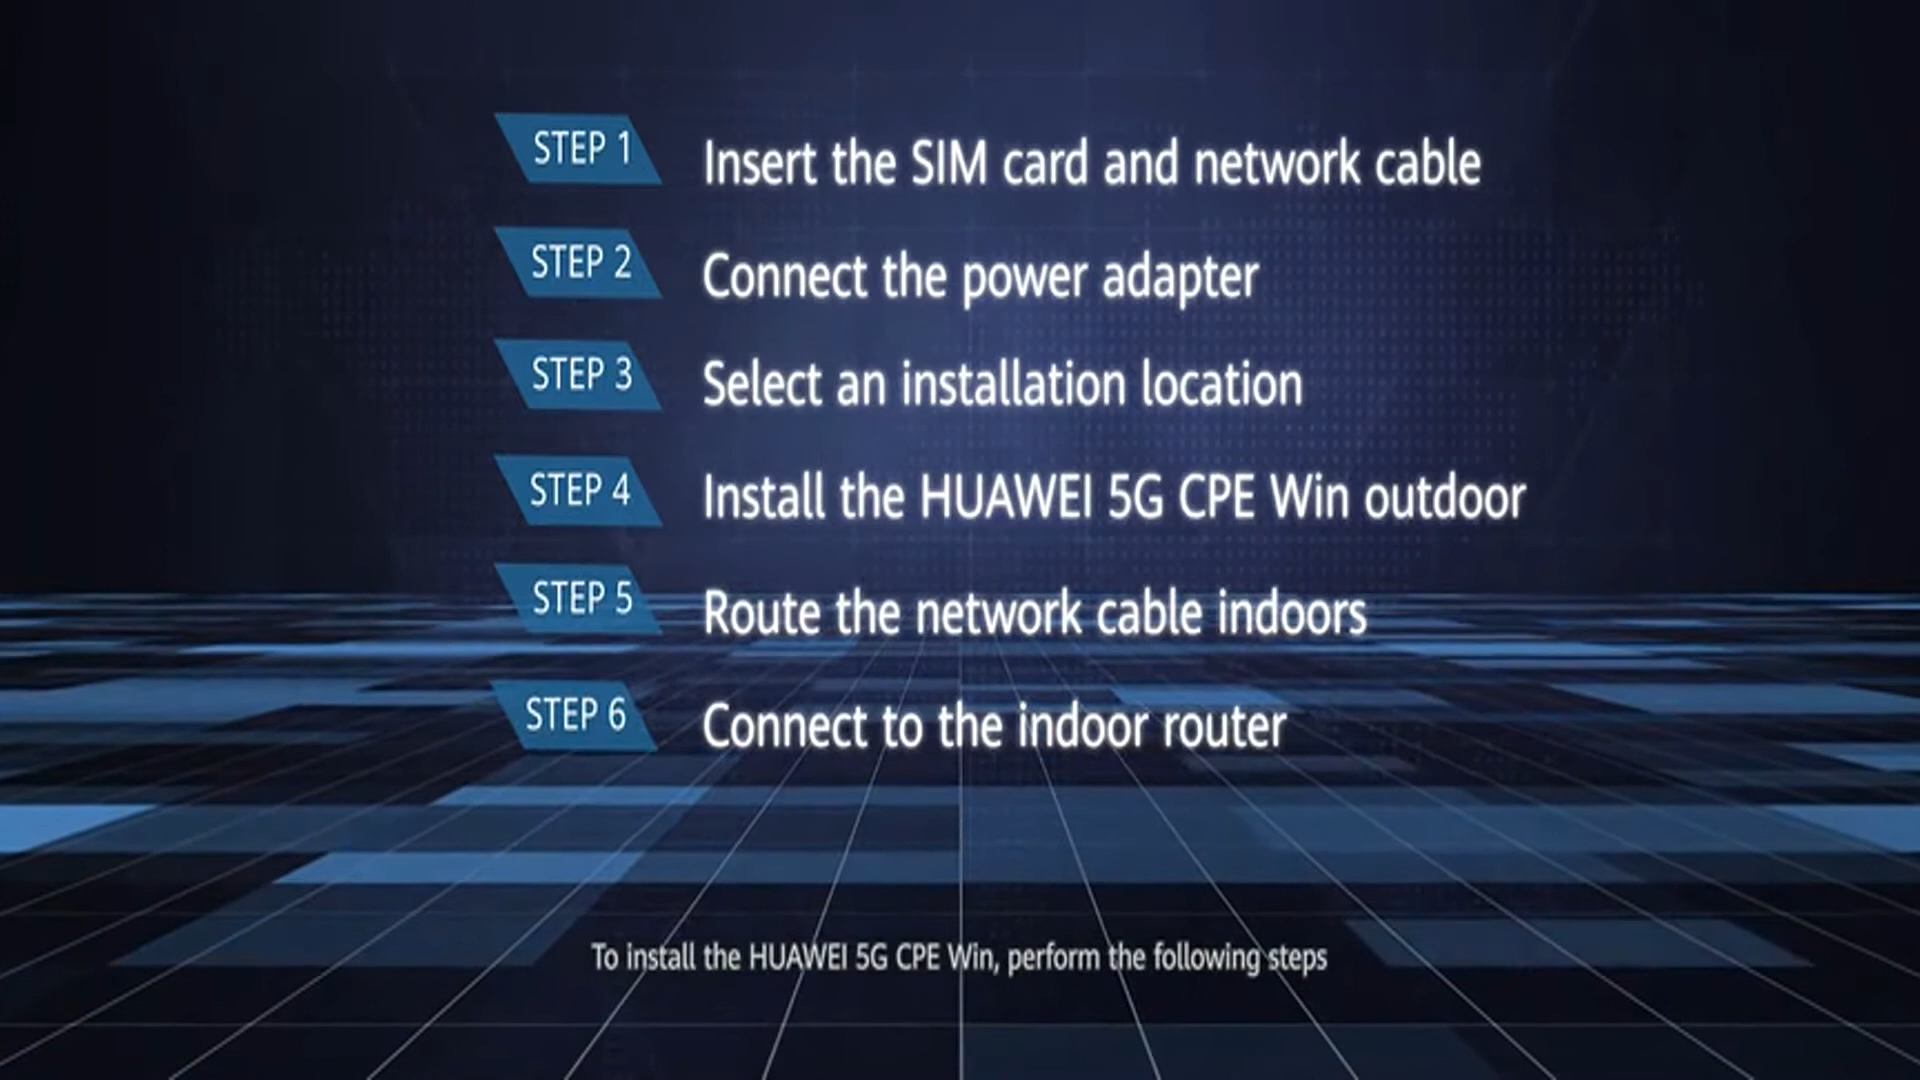 STEP 1 Insert the SIM card and network cable
STEP 2 Connect the power adapter
STEP 3 Select an installation location
STEP 4 Install the HUAWEI 5G CPE Win outdoor
STEP 5 Route the network cable indoors
STEP 6 Connect to the indoor router
To install the HUAWEI 5G CPE Win, perform the following steps